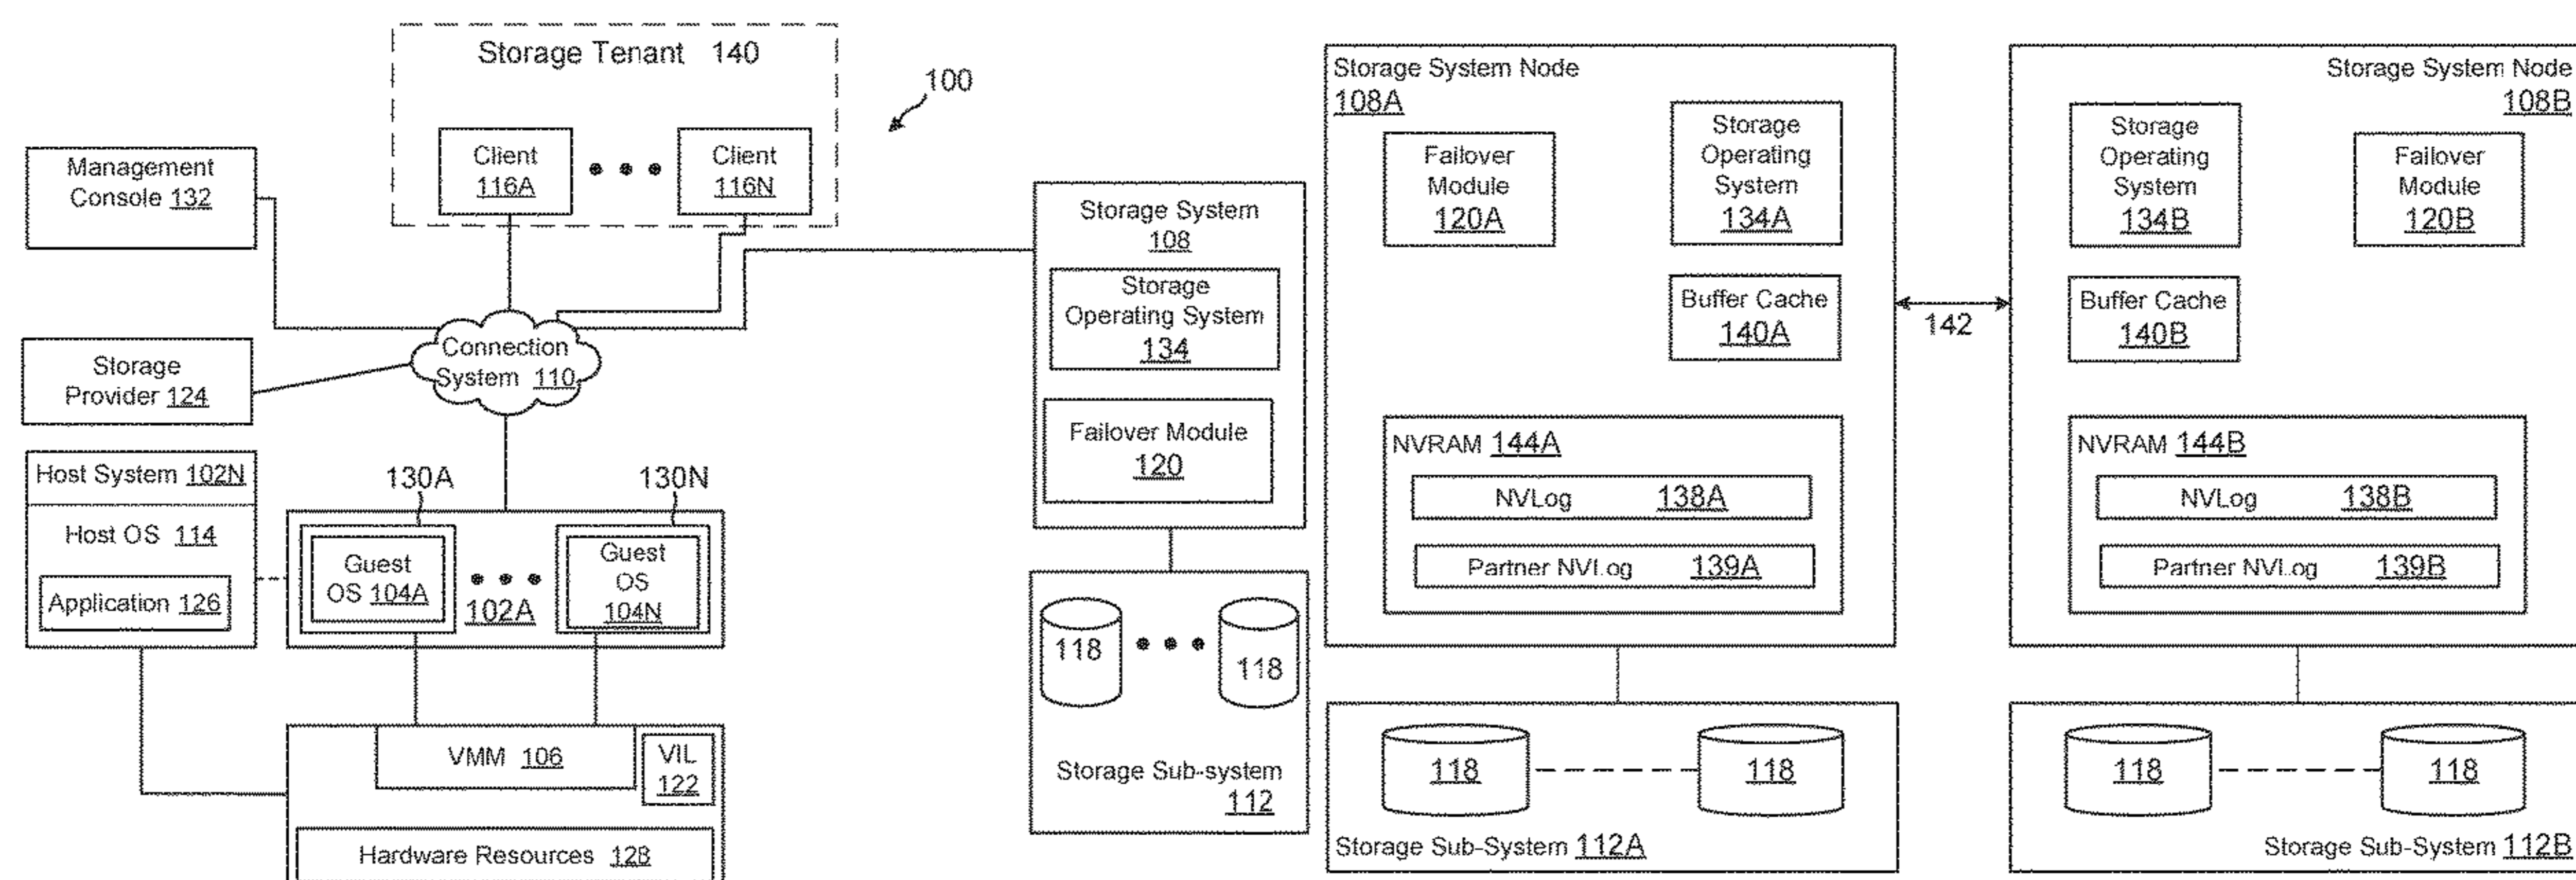 Storage Tenant 140
100
Client
116A
Client
116N
Management
Console 132
Storage
Provider 124
Connection
System 110
Host System 102N
Host OS 114
Application 126
130A
130N
Guest
OS 104A
102A
Guest
OS
104N
VMM 106
VIL
122
Hardware Resources 128
Storage System
108
Storage
Operating System
134
Failover Module
120
118
118
Storage Sub-system
112
Storage System Node
108A
Failover
Module
120A
Storage
Operating
System
134A
Buffer Cache
140A
NVRAM 144A
NVLog 138A
Partner NVLog 139A
118
118
Storage Sub-System 112A
142
Storage System Node
108B
Storage
Operating
System
134B
Failover
Module
120B
Buffer Cache
140B
NVRAM 144B
NVLog 138B
Partner NVLog 139B
118
118
Storage Sub-System 112B